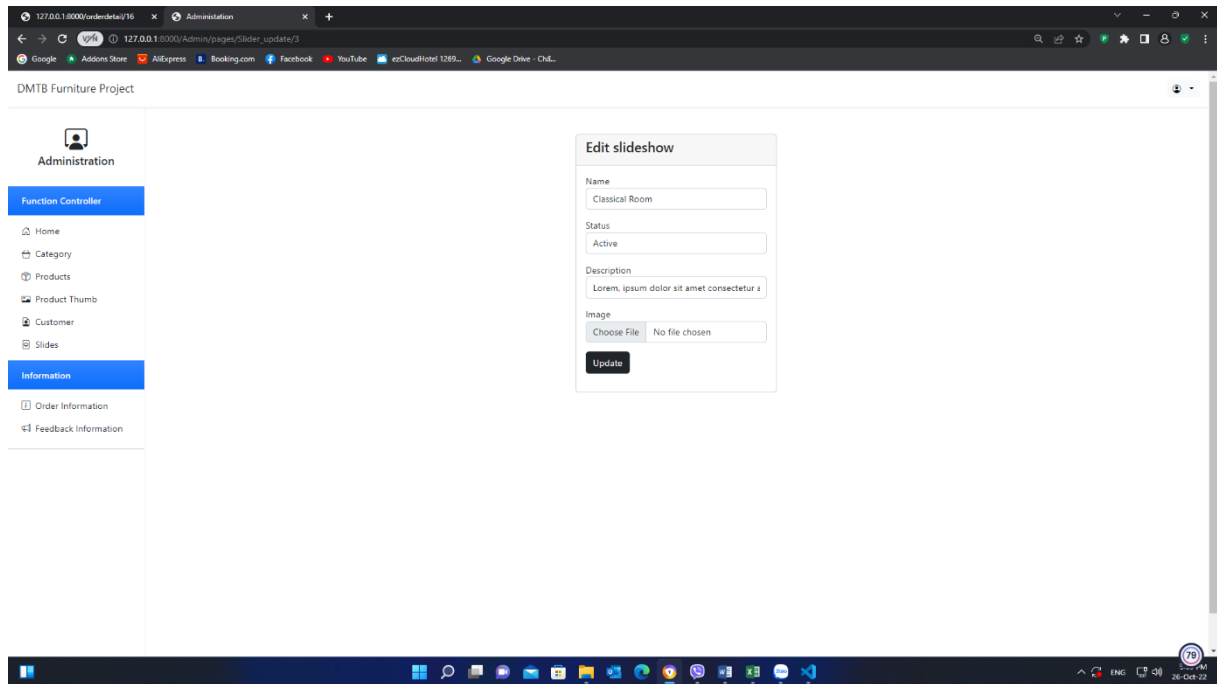 127.0.0.1:8000/orderdetail/16
Administation
VPN
127.0.0.1:8000/Admin/pages/Slider_update/3
Google
Addons Store
AliExpress
B.
Booking.com
Facebook
YouTube
ezCloudHotel 1269...
Google Drive - Ch&...
DMTB Furniture Project
Administration
Function Controller
Home
Category
Products
Product Thumb
Customer
Slides
Information
Order Information
Feedback Information
Edit slideshow
Name
Classical Room
Status
Active
Description
Lorem, ipsum dolor sit amet consectetur a
Image
Choose File No file chosen
Update
79
ENG
PM
26-Oct-22